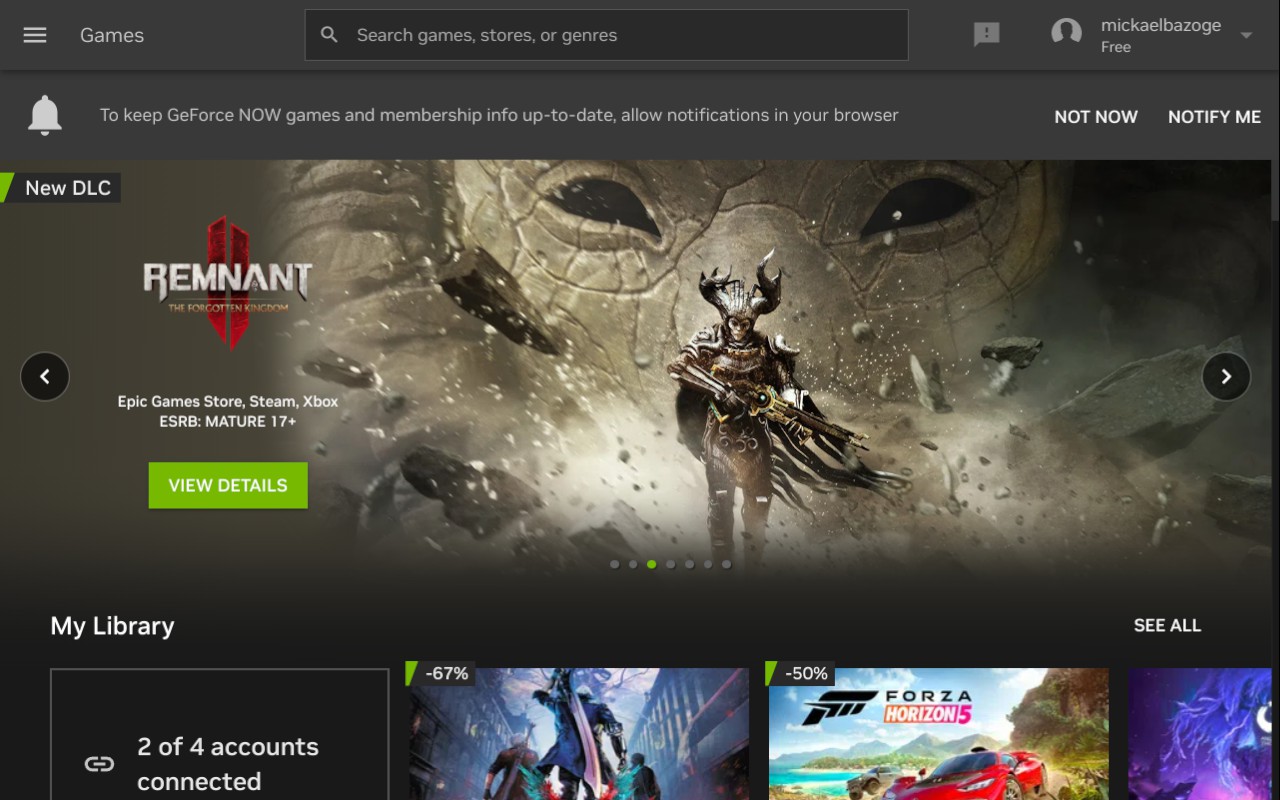 Games
Search games, stores, or genres
mickaelbazoge
Free
To keep GeForce NOW games and membership info up-to-date, allow notifications in your browser
NOT NOW
NOTIFY ME
New DLC
REMNANT II
THE FORGOTTEN KINGDOM
Epic Games Store, Steam, Xbox
ESRB: MATURE 17+
VIEW DETAILS
My Library
SEE ALL
2 of 4 accounts
connected
-67%
-50%
FORZA
HORIZON 5